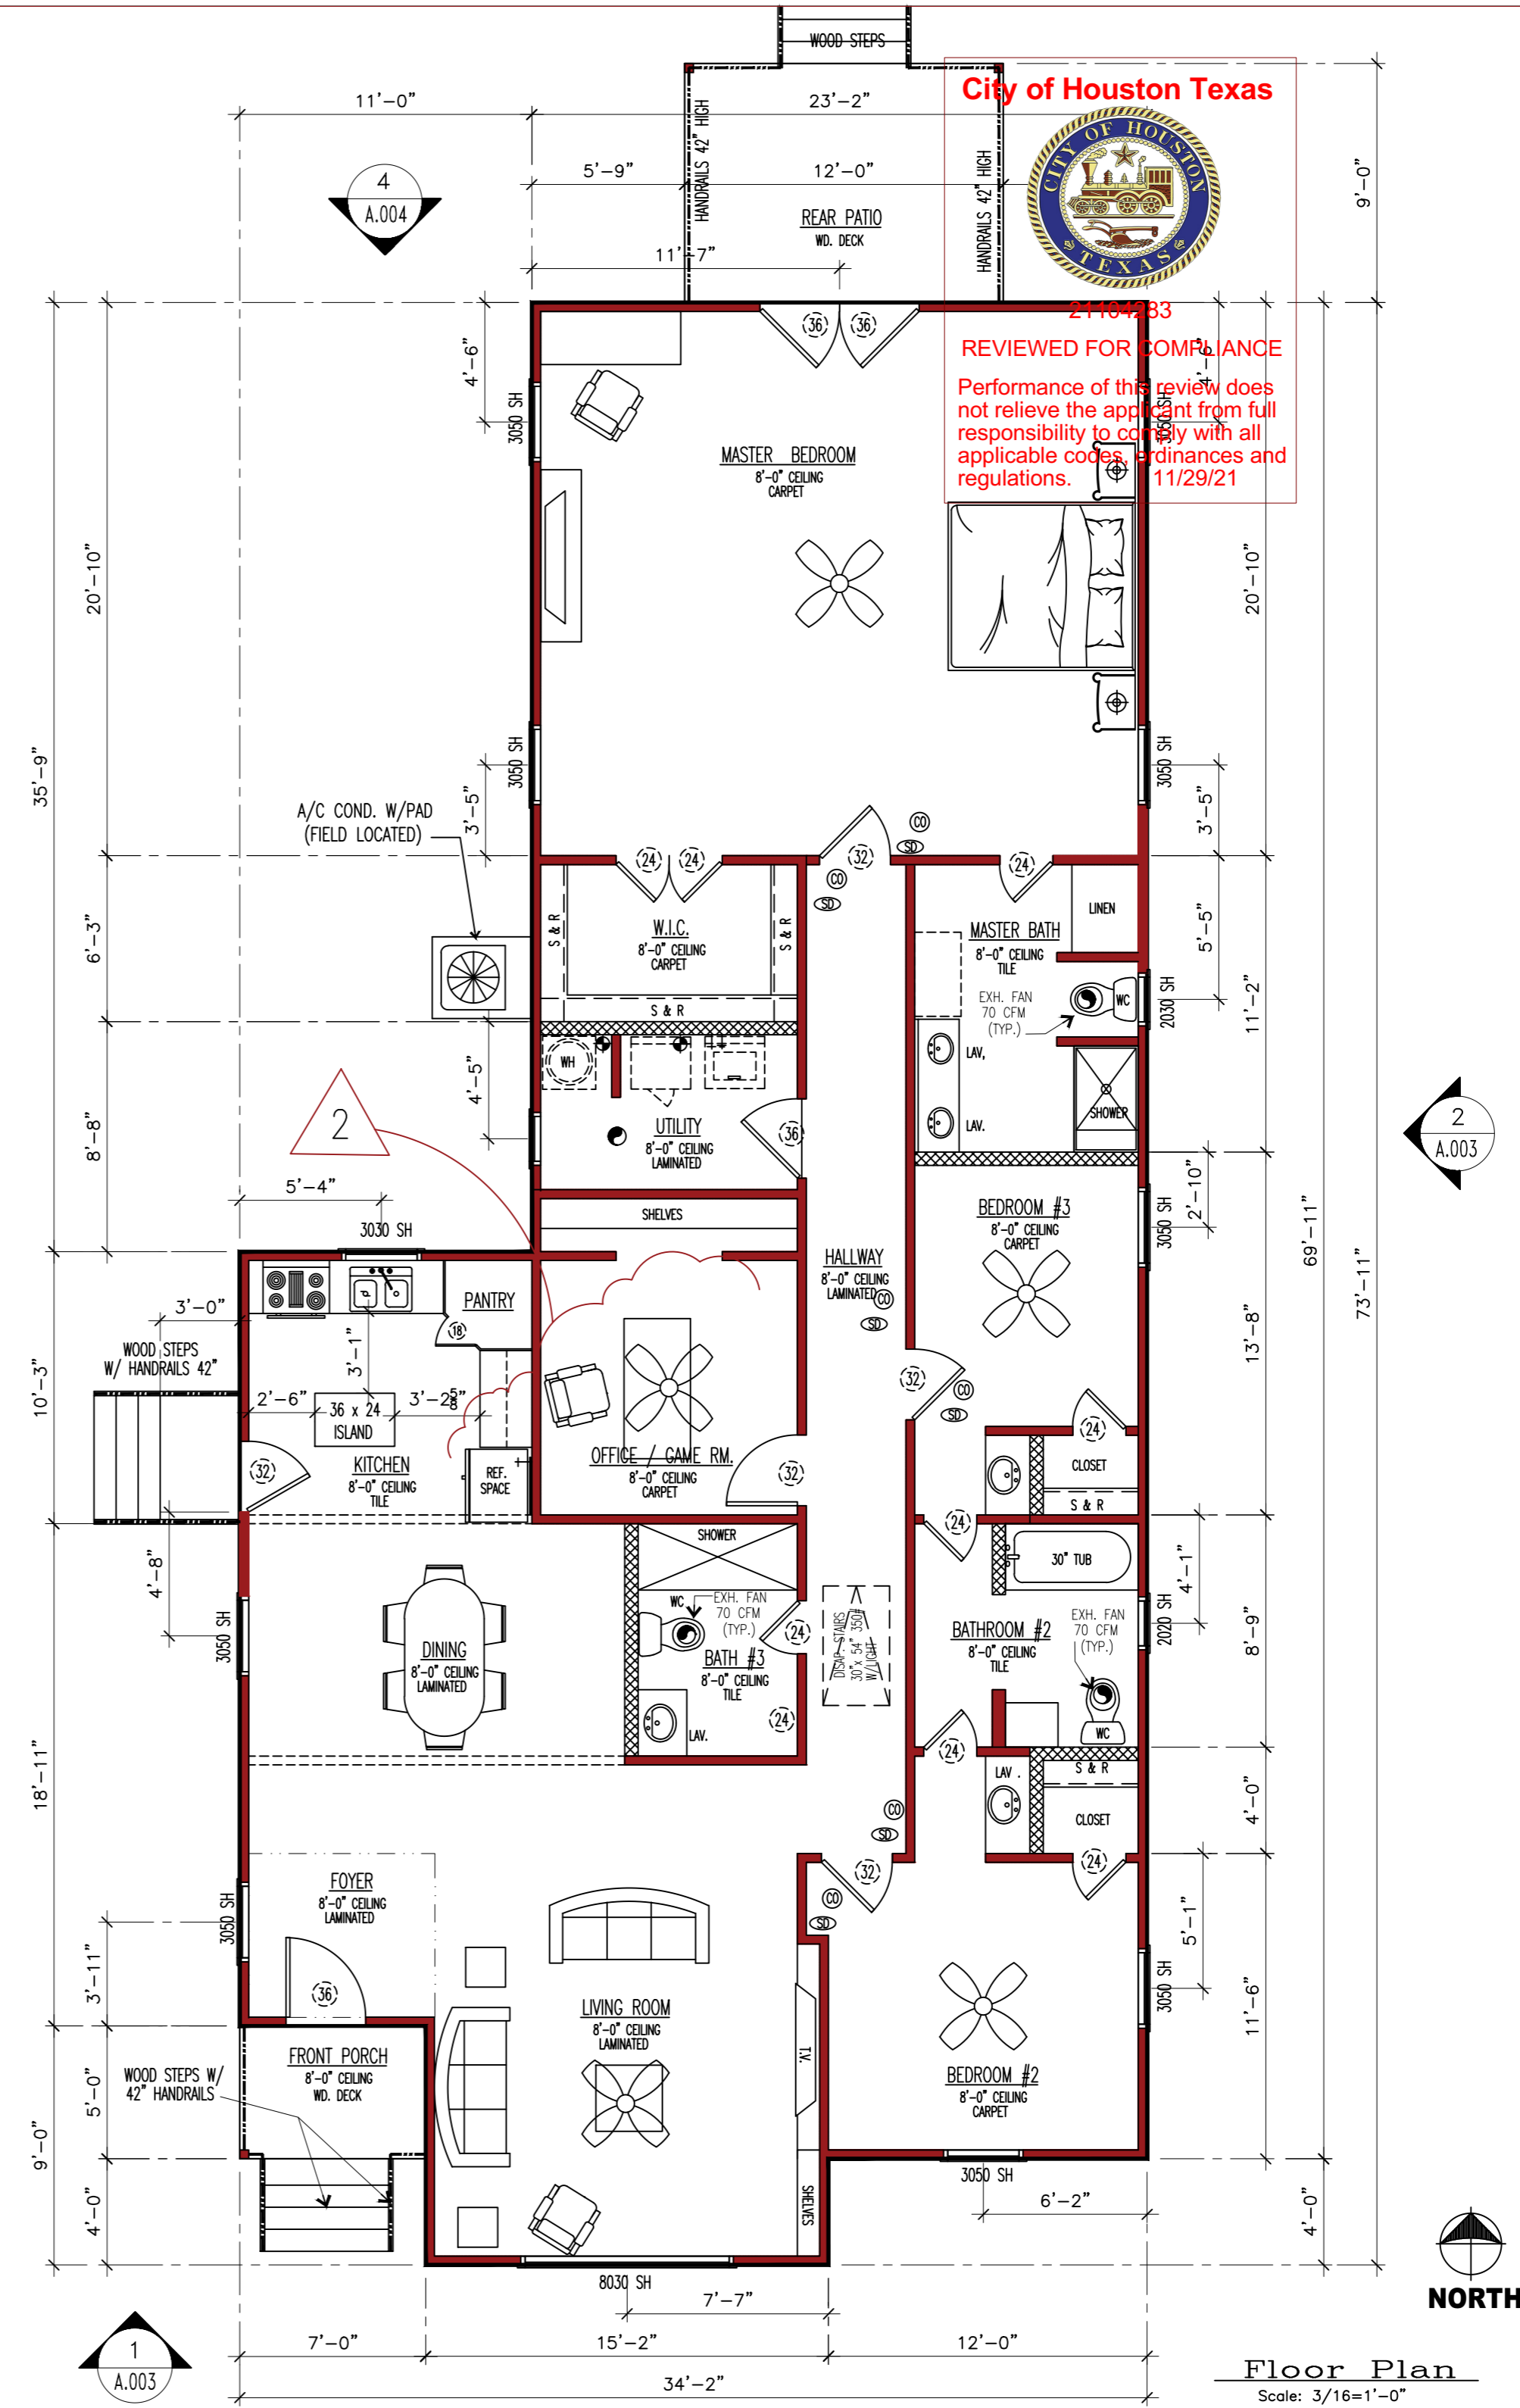 WOOD STEPS
City of Houston Texas
CITY OF HOUSTON
TEXAS
21104283
REVIEWED FOR COMPLIANCE
Performance of this review does
not relieve the applicant from full
responsibility to comply with all
applicable codes, ordinances and
regulations. 11/29/21
11'-0"
23'-2"
5'-9"
12'-0"
HANDRAILS 42" HIGH
HANDRAILS 42" HIGH
9'-0"
4
A.004
REAR PATIO
WD. DECK
11'-7"
36
36
4'-6"
4'-6"
3050 SH
3050 SH
MASTER BEDROOM
8'-0" CEILING
CARPET
20'-10"
20'-10"
35'-9"
3050 SH
3050 SH
3'-5"
3'-5"
A/C COND. W/PAD
(FIELD LOCATED)
CO
SD
24
24
32
24
CO
SD
S & R
W.I.C.
8'-0" CEILING
CARPET
S & R
S & R
MASTER BATH
8'-0" CEILING
TILE
LINEN
5'-5"
6'-3"
EXH. FAN
70 CFM
(TYP.)
WC
2030 SH
11'-2"
LAV,
LAV.
SHOWER
WH
4'-5"
8'-8"
2
UTILITY
8'-0" CEILING
LAMINATED
36
2
A.003
5'-4"
3030 SH
SHELVES
BEDROOM #3
8'-0" CEILING
CARPET
2'-10"
3050 SH
69'-11"
73'-11"
HALLWAY
8'-0" CEILING
LAMINATED
CO
SD
PANTRY
18
3'-0"
WOOD STEPS
W/ HANDRAILS 42"
3'-1"
10'-3"
13'-8"
2'-6"
36 x 24
ISLAND
3'-2 5/8"
32
CO
SD
32
KITCHEN
8'-0" CEILING
TILE
REF.
SPACE
OFFICE / GAME RM.
8'-0" CEILING
CARPET
32
24
CLOSET
S & R
24
4'-8"
SHOWER
30" TUB
4'-1"
3050 SH
WC
EXH. FAN
70 CFM
(TYP.)
24
BATH #3
8'-0" CEILING
TILE
DISAP. STAIRS
30"x 54" 350#
W/LIGHT
BATHROOM #2
8'-0" CEILING
TILE
EXH. FAN
70 CFM
(TYP.)
2020 SH
8'-9"
DINING
8'-0" CEILING
LAMINATED
LAV.
24
WC
24
S & R
LAV .
CLOSET
24
4'-0"
18'-11"
CO
SD
32
CO
SD
FOYER
8'-0" CEILING
LAMINATED
3050 SH
3'-11"
36
5'-1"
3050 SH
11'-6"
LIVING ROOM
8'-0" CEILING
LAMINATED
T.V.
FRONT PORCH
8'-0" CEILING
WD. DECK
WOOD STEPS W/
42" HANDRAILS
5'-0"
9'-0"
4'-0"
BEDROOM #2
8'-0" CEILING
CARPET
SHELVES
3050 SH
6'-2"
4'-0"
8030 SH
7'-7"
NORTH
1
A.003
7'-0"
15'-2"
12'-0"
34'-2"
Floor Plan
Scale: 3/16=1'-0"